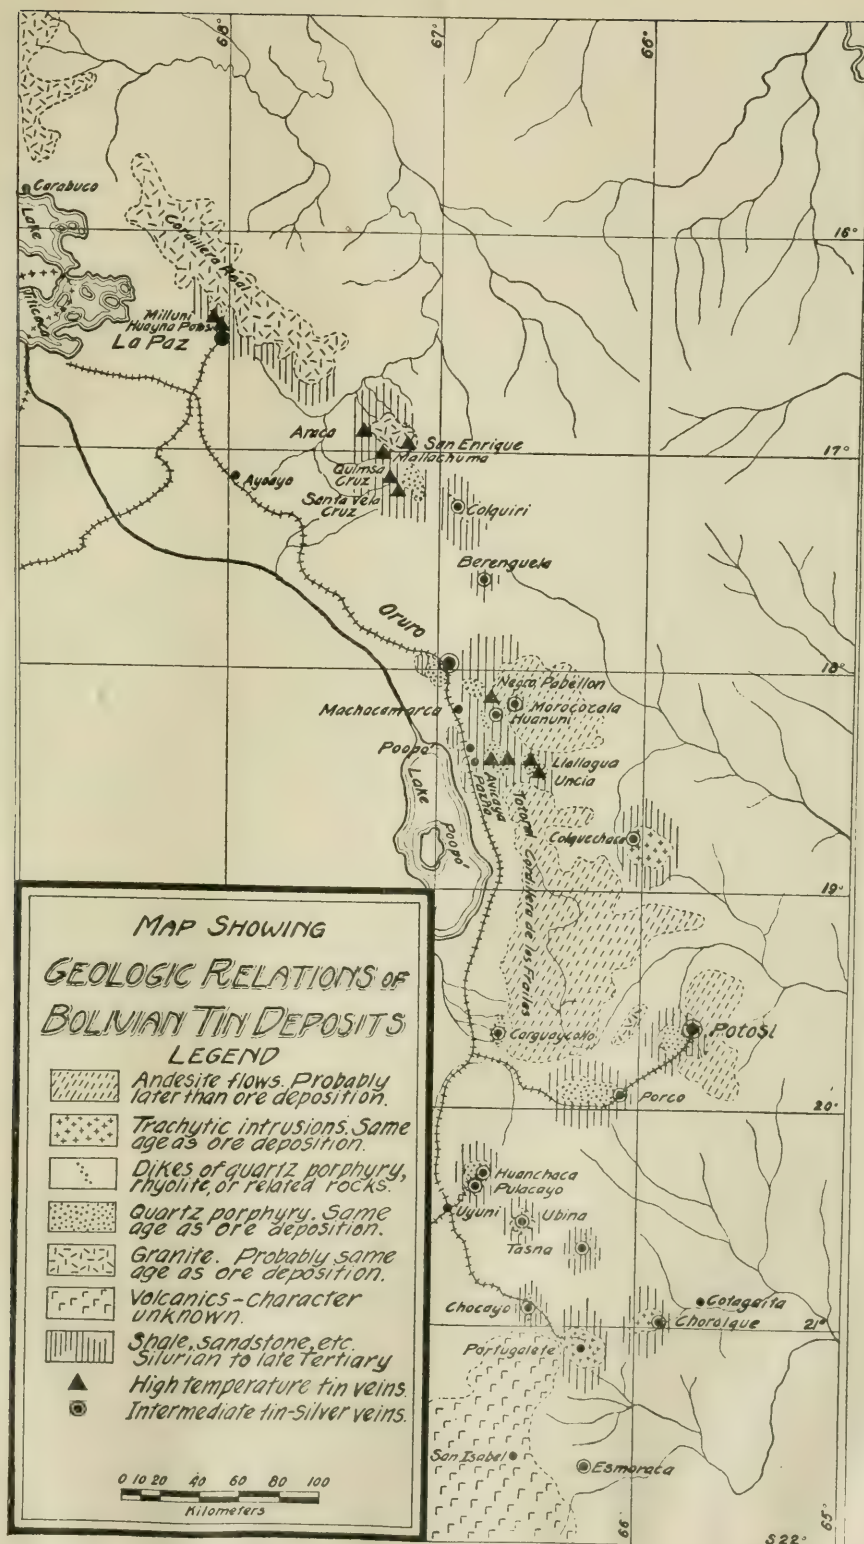 68°
67°
66°
Carabuco
Lake
Titicaca
Cordillera Real
16°
Milluni
Huayna Potosi
La Paz
Araca
San Enrique
Mallachuma
17°
Quimsa
Cruz
Santa Vela
Cruz
Ayoayo
Colquiri
Berenguela
Oruro
18°
Negro Pabellon
Machacamarca
Morococala
Huanuni
Poopó
Avicaya
Pazña
Totoral
Llallagua
Uncia
Lake
Poopó
Colquechaca
Cordillera de los Frailes
19°
MAP SHOWING
GEOLOGIC RELATIONS OF
BOLIVIAN TIN DEPOSITS
LEGEND
Andesite flows. Probably
later than ore deposition.
Trachytic intrusions. Same
age as ore deposition.
Dikes of quartz porphyry,
rhyolite, or related rocks.
Quartz porphyry. Same
age as ore deposition.
Granite. Probably same
age as ore deposition.
Volcanics-character
unknown.
Shale, sandstone, etc.
Silurian to late Tertiary
High temperature tin veins.
Intermediate tin-silver veins.
0 10 20 40 60 80 100
Kilometers
Potosi
Porco
20°
Huanchaca
Pulacayo
Uyuni
Ubina
Tasna
Chocayo
Cotagaita
Chorolque
21°
Portugalete
San Isabel
Esmoraca
66
65°
S 22°